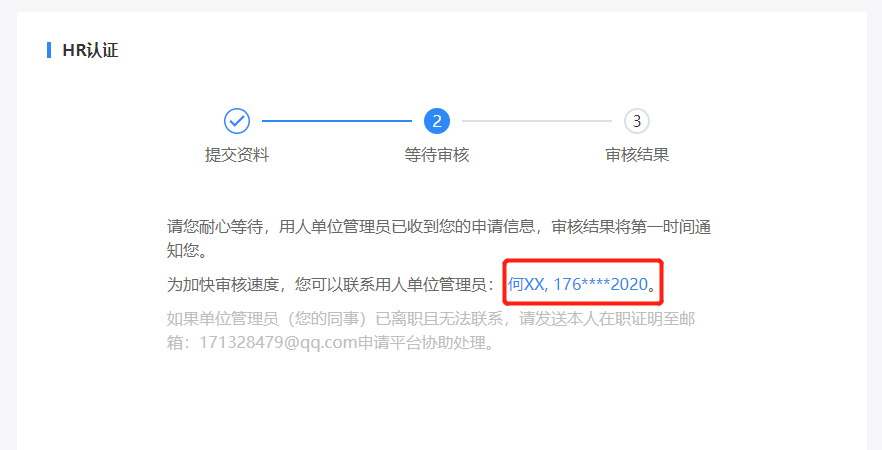 HR认证
2
3
提交资料
等待审核
审核结果
请您耐心等待，用人单位管理员已收到您的申请信息，审核结果将第一时间通
知您。
为加快审核速度，您可以联系用人单位管理员：何XX, 176****2020。
如果单位管理员（您的同事）已离职且无法联系，请发送本人在职证明至邮
箱：171328479@qq.com申请平台协助处理。